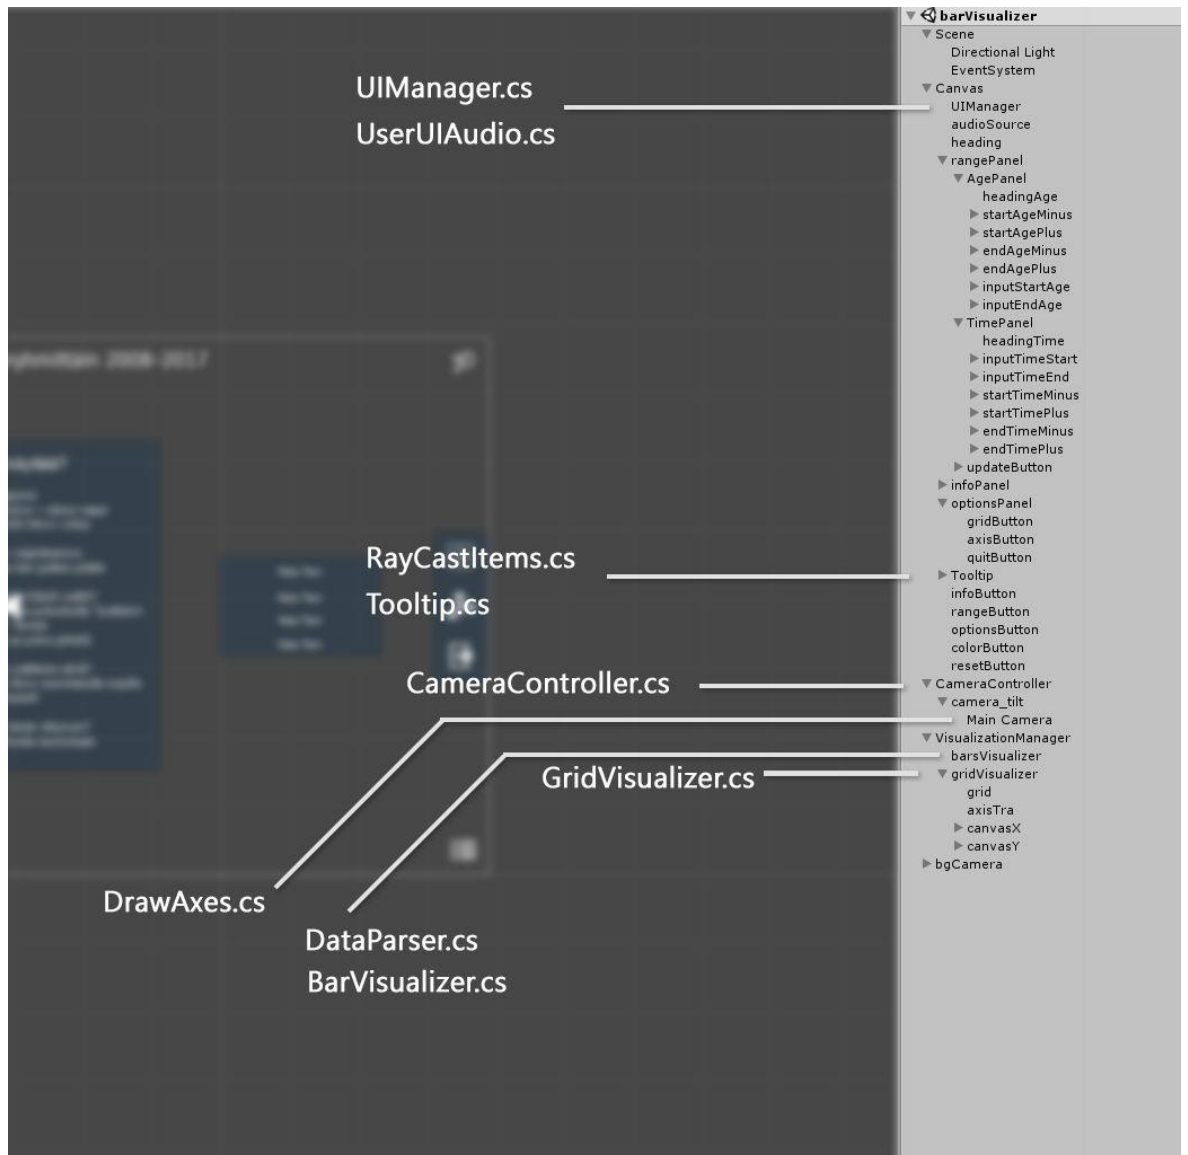 UIManager.cs
UserUIAudio.cs
2008-2017
RayCastItems.cs
Tooltip.cs
CameraController.cs
GridVisualizer.cs
DrawAxes.cs
DataParser.cs
BarVisualizer.cs
barVisualizer
Scene
Directional Light
EventSystem
Canvas
UIManager
audioSource
heading
rangePanel
AgePanel
headingAge
startAgeMinus
startAgePlus
endAgeMinus
endAgePlus
inputStartAge
inputEndAge
TimePanel
headingTime
inputTimeStart
inputTimeEnd
startTimeMinus
startTimePlus
endTimeMinus
endTimePlus
updateButton
infoPanel
optionsPanel
gridButton
axisButton
quitButton
Tooltip
infoButton
rangeButton
optionsButton
colorButton
resetButton
CameraController
camera_tilt
Main Camera
VisualizationManager
barsVisualizer
gridVisualizer
grid
axisTra
canvasX
canvasY
bgCamera